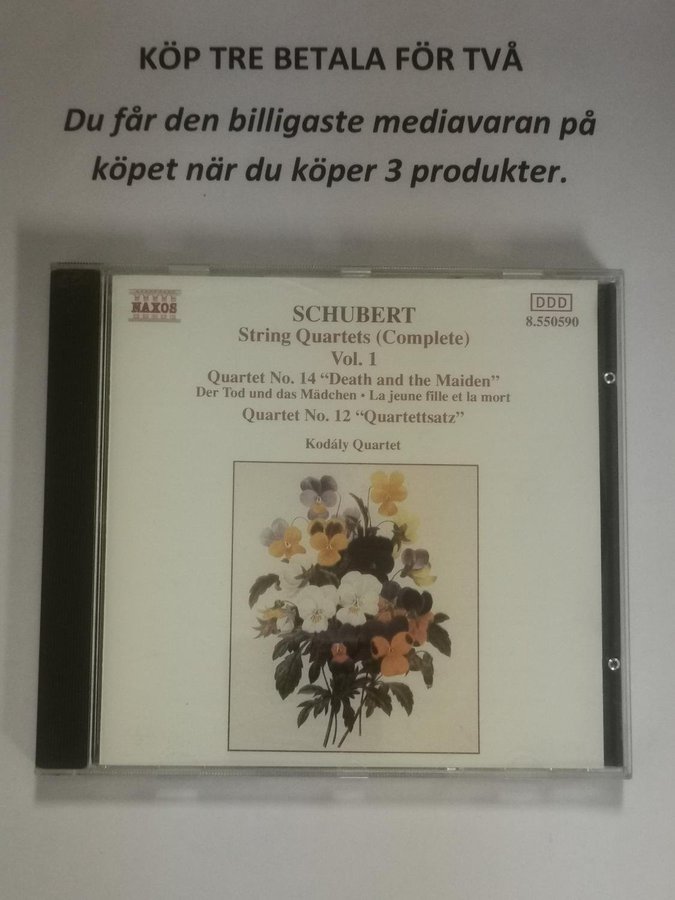 KÖP TRE BETALA FÖR TVÅ
Du får den billigaste mediavaran på
köpet när du köper 3 produkter.
NAXOS
DDD
8.550590
SCHUBERT
String Quartets (Complete)
Vol. 1
Quartet No. 14 “Death and the Maiden”
Der Tod und das Mädchen • La jeune fille et la mort
Quartet No. 12 “Quartettsatz”
Kodály Quartet